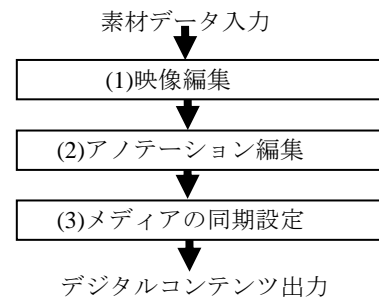 素材データ入力
(1)映像編集
(2)アノテーション編集
(3)メディアの同期設定
デジタルコンテンツ出力